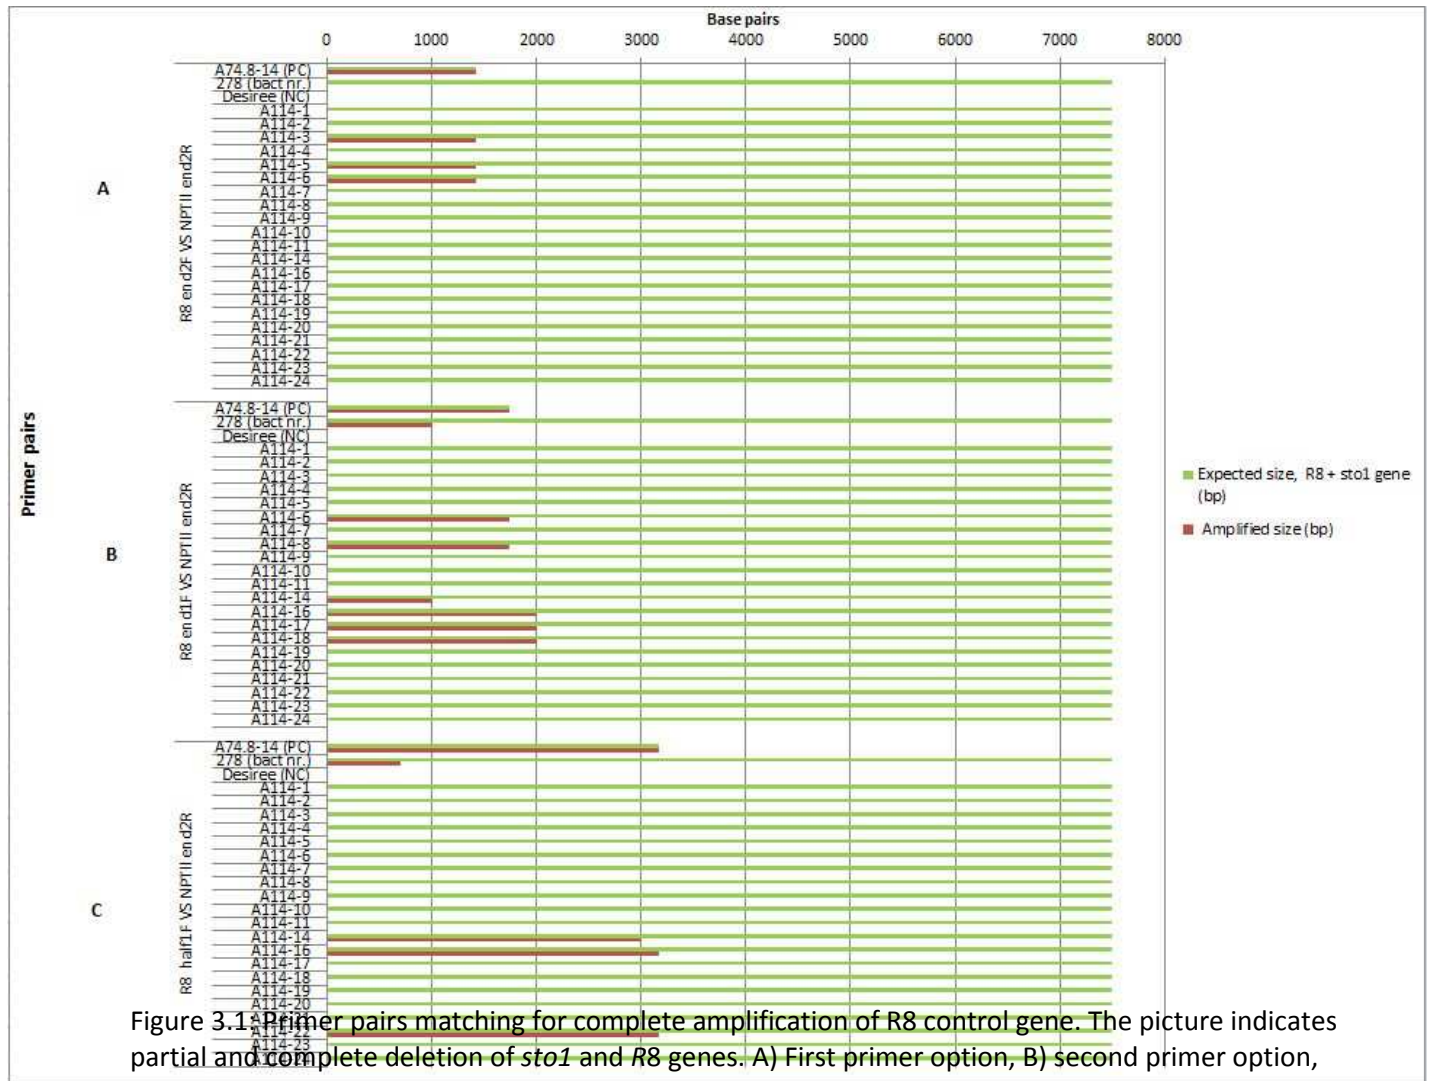 Base pairs
0 1000 2000 3000 4000 5000 6000 7000 8000
Primer pairs
A
R8 end2F VS NPTII end2R
A74.8-14 (PC)
278 (bact nr.)
Desiree (NC)
A114-1
A114-2
A114-3
A114-4
A114-5
A114-6
A114-7
A114-8
A114-9
A114-10
A114-11
A114-14
A114-16
A114-17
A114-18
A114-19
A114-20
A114-21
A114-22
A114-23
A114-24
B
R8 end1F VS NPTII end2R
A74.8-14 (PC)
278 (bact nr.)
Desiree (NC)
A114-1
A114-2
A114-3
A114-4
A114-5
A114-6
A114-7
A114-8
A114-9
A114-10
A114-11
A114-14
A114-16
A114-17
A114-18
A114-19
A114-20
A114-21
A114-22
A114-23
A114-24
C
R8 half1F VS NPTII end2R
A74.8-14 (PC)
278 (bact nr.)
Desiree (NC)
A114-1
A114-2
A114-3
A114-4
A114-5
A114-6
A114-7
A114-8
A114-9
A114-10
A114-11
A114-14
A114-16
A114-17
A114-18
A114-19
A114-20
A114-22
A114-23
Expected size, R8 + sto1 gene
(bp)
Amplified size (bp)
Figure 3.1: Primer pairs matching for complete amplification of R8 control gene. The picture indicates
partial and complete deletion of sto1 and R8 genes. A) First primer option, B) second primer option,